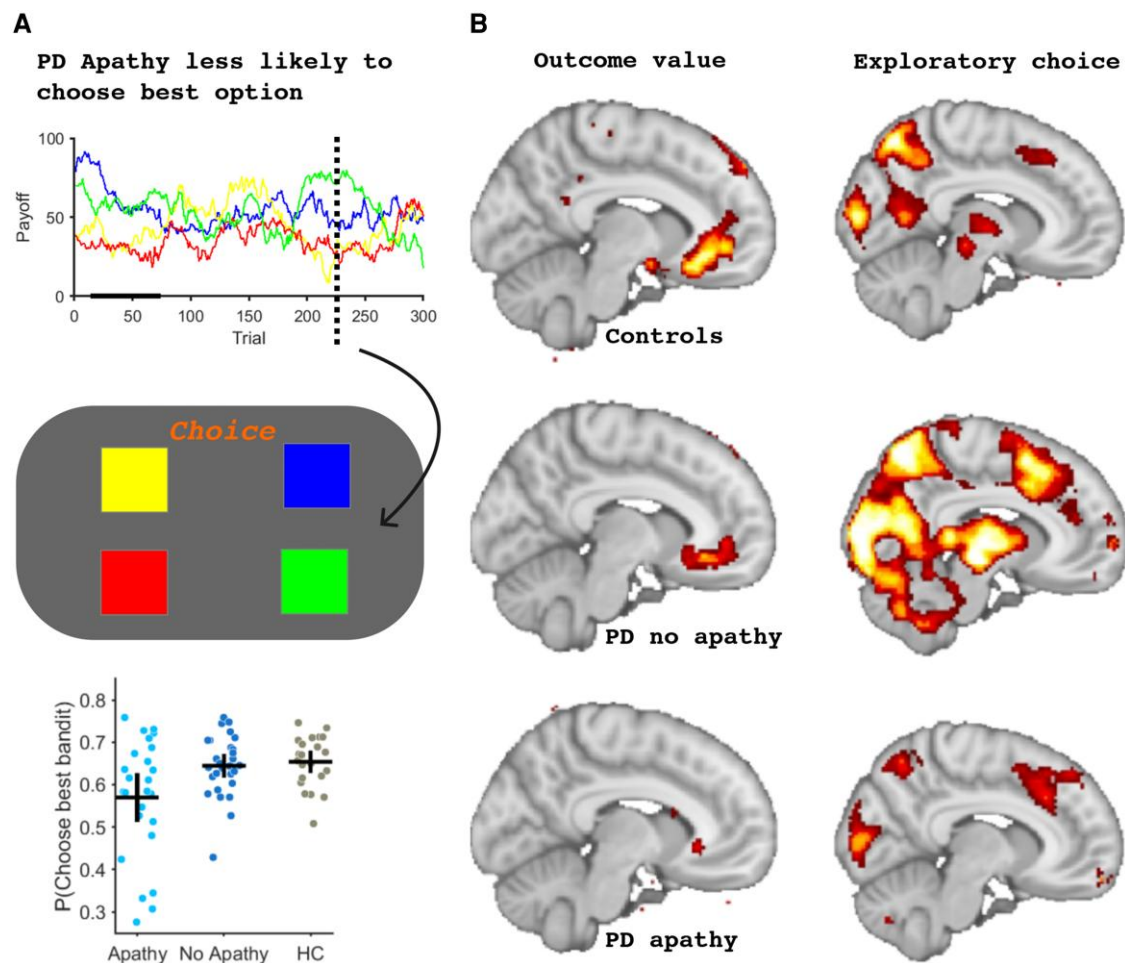 A
PD Apathy less likely to
choose best option
100
50
0
Payoff
0 50 100 150 200 250 300
Trial
Choice
0.8
0.7
0.6
0.5
0.4
0.3
P(Choose best bandit)
Apathy No Apathy HC
B
Outcome value Exploratory choice
Controls
PD no apathy
PD apathy